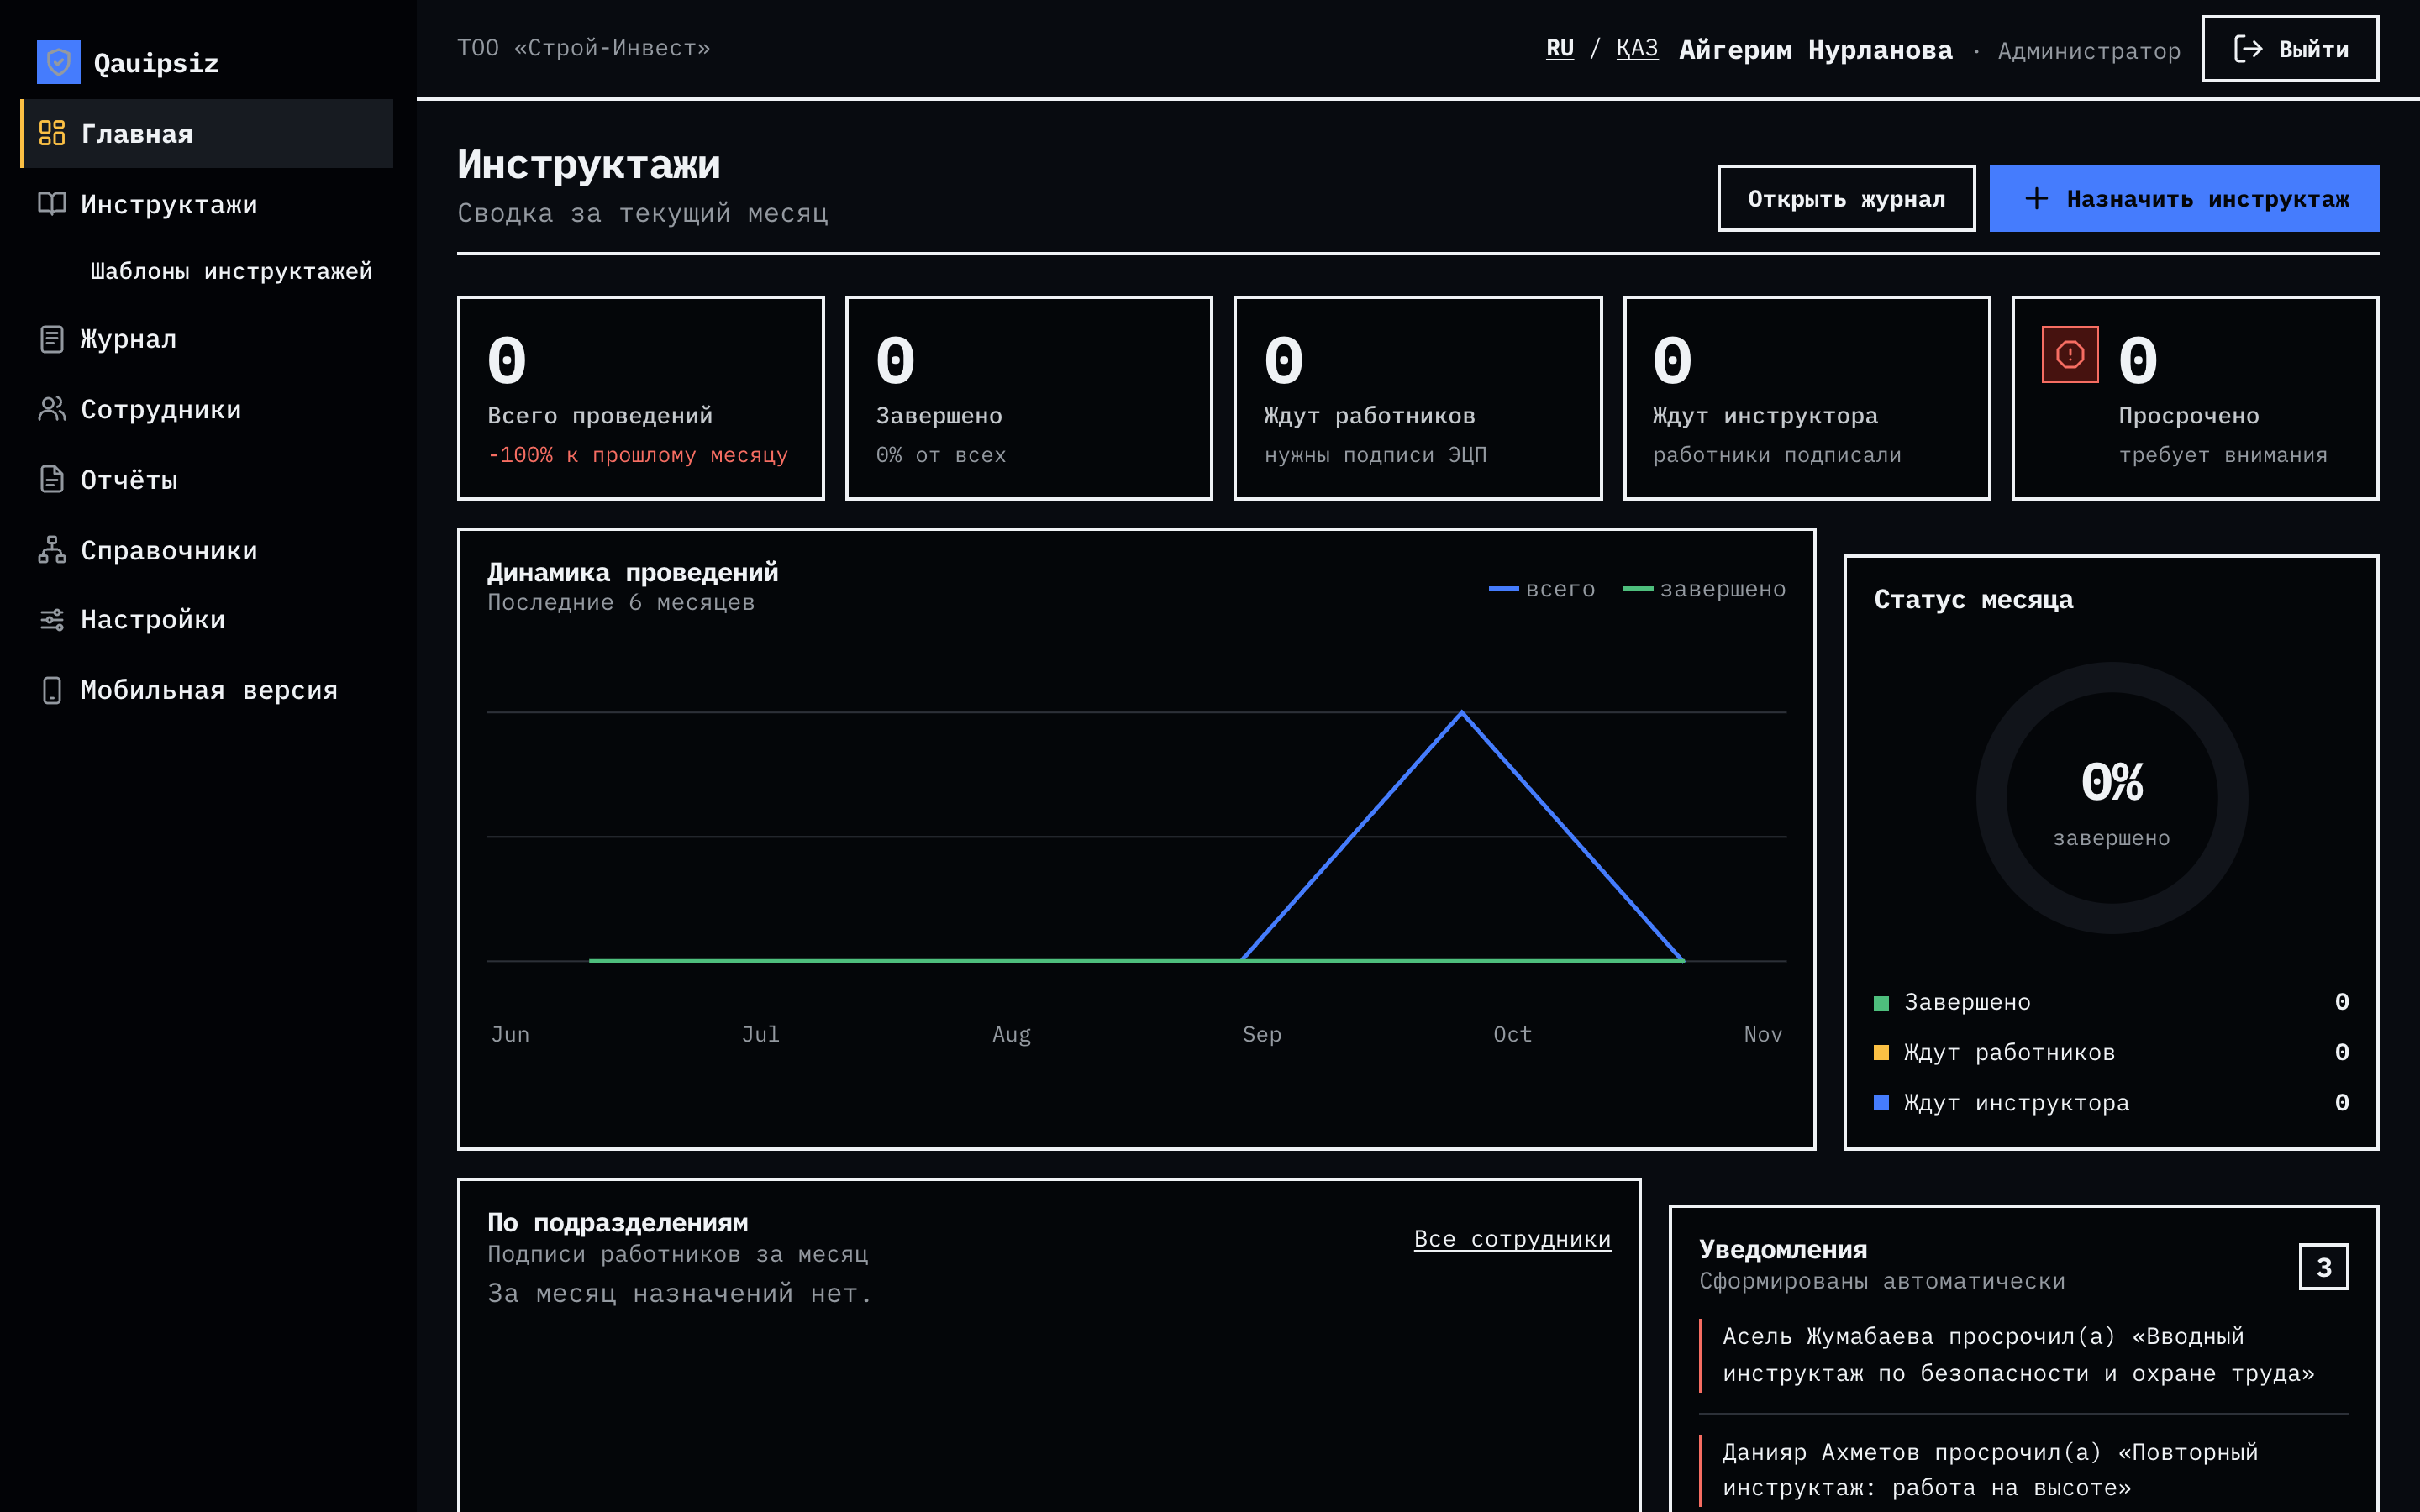 Qauipsiz
Главная
Инструктажи
Шаблоны инструктажей
Журнал
Сотрудники
Отчёты
Справочники
Настройки
Мобильная версия
ТОО «Строй-Инвест»
RU / ҚАЗ Айгерим Нурланова · Администратор Выйти
Инструктажи
Сводка за текущий месяц
Открыть журнал
Назначить инструктаж
0
Всего проведений
-100% к прошлому месяцу
0
Завершено
0% от всех
0
Ждут работников
нужны подписи ЭЦП
0
Ждут инструктора
работники подписали
0
Просрочено
требует внимания
Динамика проведений
Последние 6 месяцев
всего завершено
Jun Jul Aug Sep Oct Nov
Статус месяца
0%
завершено
Завершено 0
Ждут работников 0
Ждут инструктора 0
По подразделениям
Подписи работников за месяц
Все сотрудники
За месяц назначений нет.
Уведомления
Сформированы автоматически
3
Асель Жумабаева просрочил(а) «Вводный
инструктаж по безопасности и охране труда»
Данияр Ахметов просрочил(а) «Повторный
инструктаж: работа на высоте»